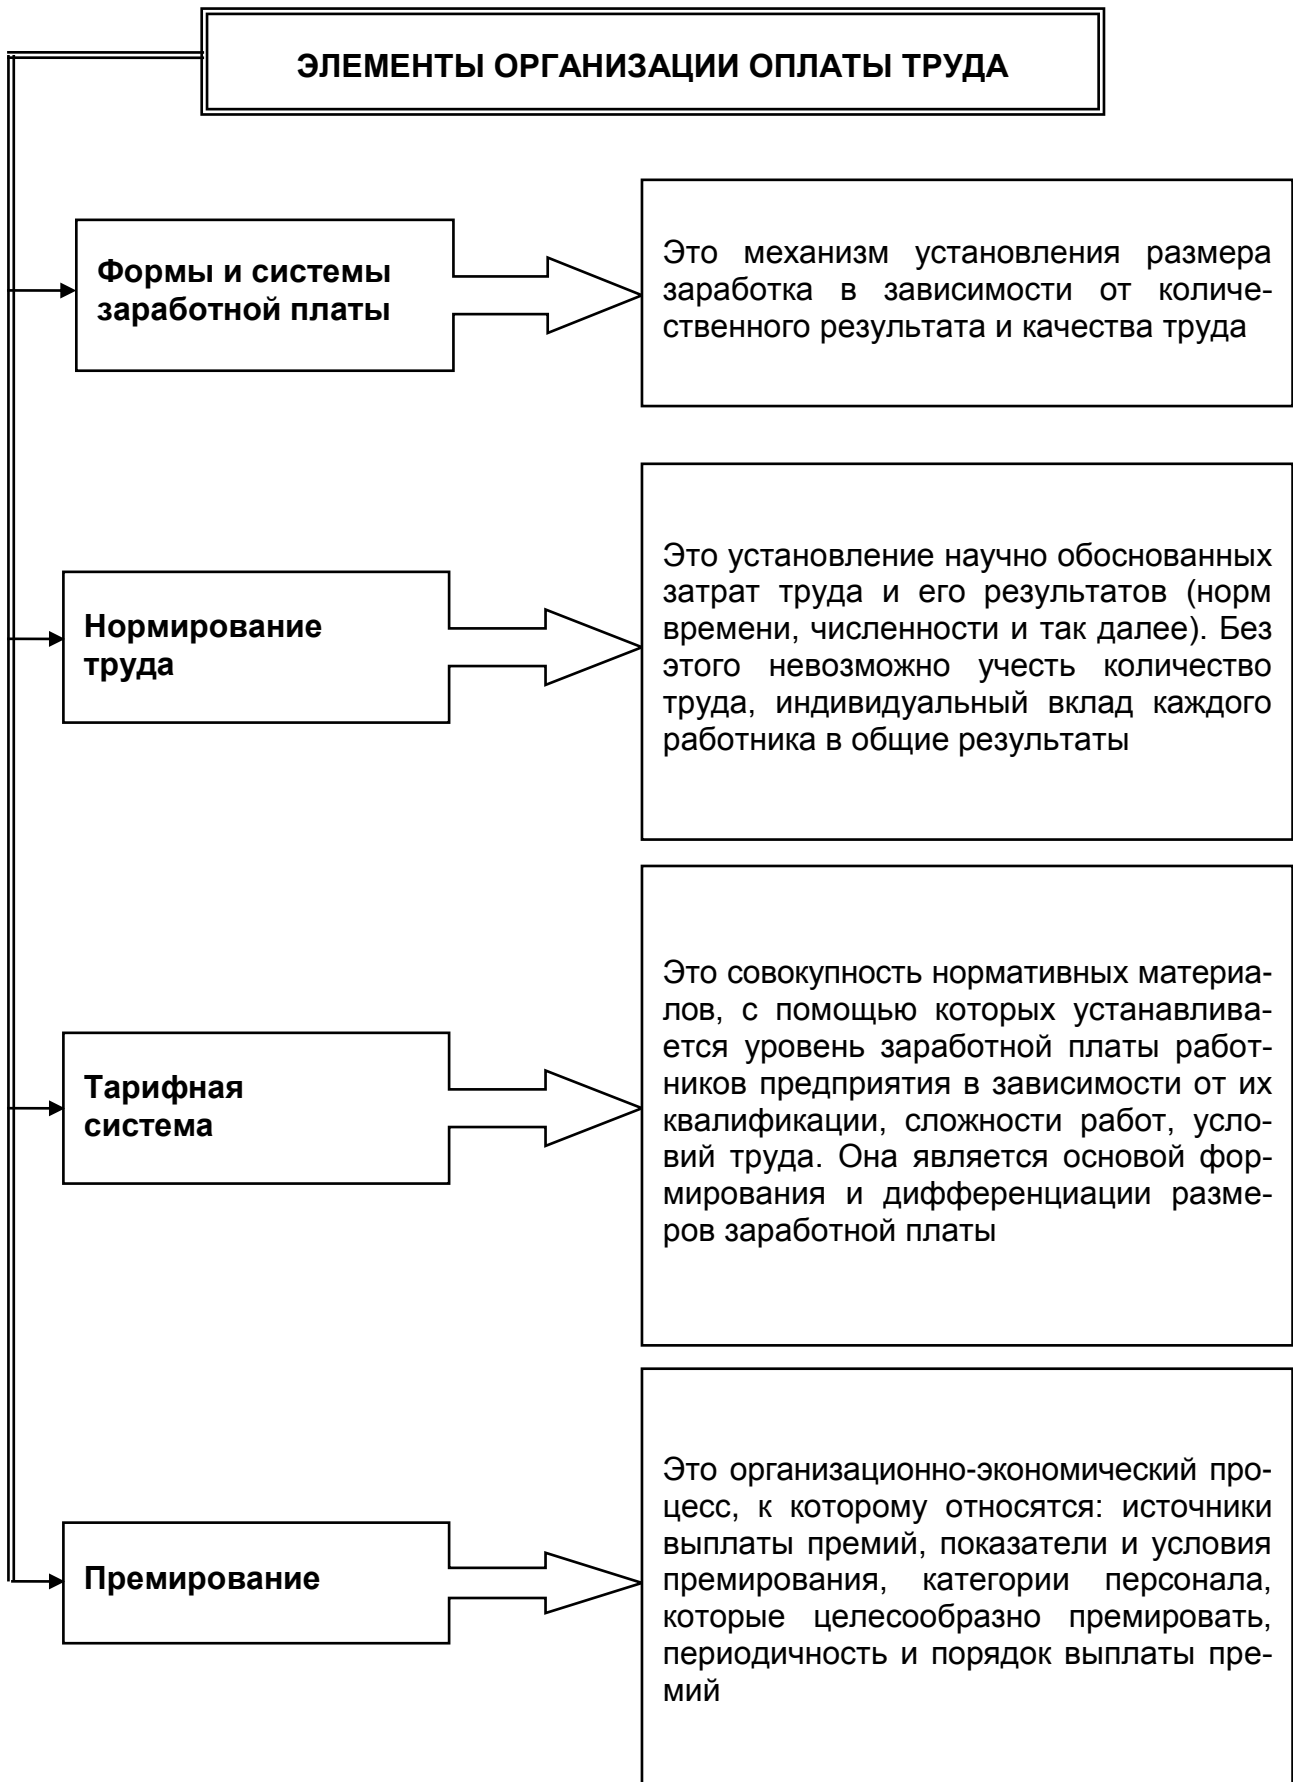 ЭЛЕМЕНТЫ ОРГАНИЗАЦИИ ОПЛАТЫ ТРУДА
Формы и системы
заработной платы
Это механизм установления размера
заработка в зависимости от количе-
ственного результата и качества труда
Нормирование
труда
Это установление научно обоснованных
затрат труда и его результатов (норм
времени, численности и так далее). Без
этого невозможно учесть количество
труда, индивидуальный вклад каждого
работника в общие результаты
Тарифная
система
Это совокупность нормативных материа-
лов, с помощью которых устанавлива-
ется уровень заработной платы работ-
ников предприятия в зависимости от их
квалификации, сложности работ, усло-
вий труда. Она является основой фор-
мирования и дифференциации разме-
ров заработной платы
Премирование
Это организационно-экономический про-
цесс, к которому относятся: источники
выплаты премий, показатели и условия
премирования, категории персонала,
которые целесообразно премировать,
периодичность и порядок выплаты пре-
мий